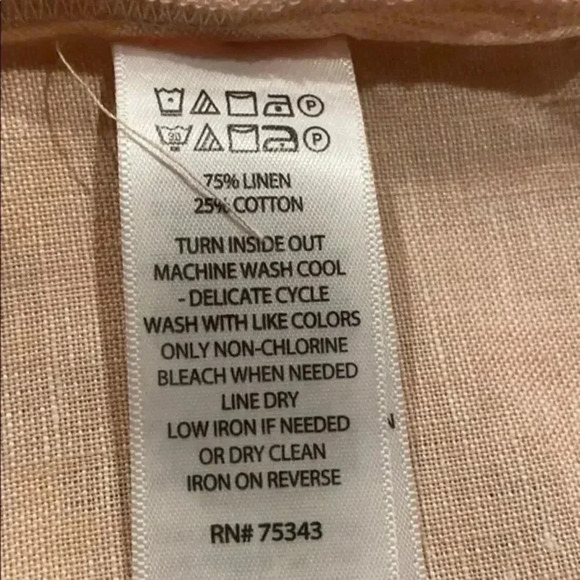 P
30 P
75% LINEN
25% COTTON
TURN INSIDE OUT
MACHINE WASH COOL
- DELICATE CYCLE
WASH WITH LIKE COLORS
ONLY NON-CHLORINE
BLEACH WHEN NEEDED
LINE DRY
LOW IRON IF NEEDED
OR DRY CLEAN
IRON ON REVERSE
RN# 75343